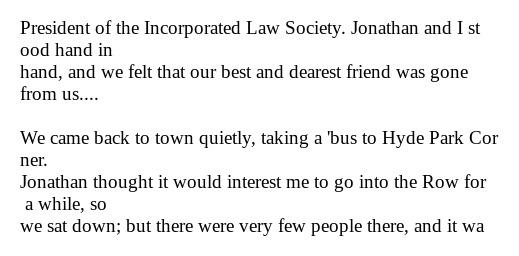 President of the Incorporated Law Society. Jonathan and I st
ood hand in
hand, and we felt that our best and dearest friend was gone
from us....

We came back to town quietly, taking a 'bus to Hyde Park Cor
ner.
Jonathan thought it would interest me to go into the Row for
 a while, so
we sat down; but there were very few people there, and it wa